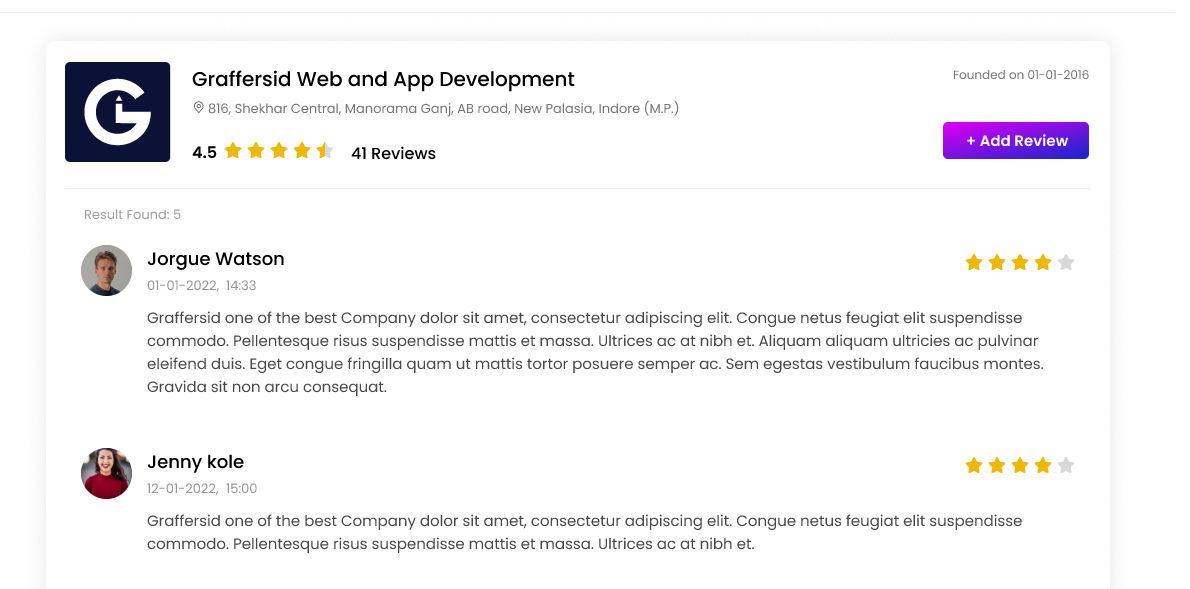 Graffersid Web and App Development
Founded on 01-01-2016
816, Shekhar Central, Manorama Ganj, AB road, New Palasia, Indore (M.P.)
4.5
41 Reviews
+ Add Review
Result Found: 5
Jorgue Watson
01-01-2022, 14:33
Graffersid one of the best Company dolor sit amet, consectetur adipiscing elit. Congue netus feugiat elit suspendisse
commodo. Pellentesque risus suspendisse mattis et massa. Ultrices ac at nibh et. Aliquam aliquam ultricies ac pulvinar
eleifend duis. Eget congue fringilla quam ut mattis tortor posuere semper ac. Sem egestas vestibulum faucibus montes.
Gravida sit non arcu consequat.
Jenny kole
12-01-2022, 15:00
Graffersid one of the best Company dolor sit amet, consectetur adipiscing elit. Congue netus feugiat elit suspendisse
commodo. Pellentesque risus suspendisse mattis et massa. Ultrices ac at nibh et.